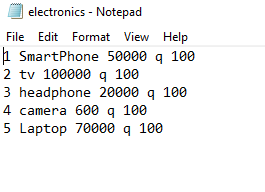 electronics - Notepad
File Edit Format View Help
1 SmartPhone 50000 q 100
2 tv 100000 q 100
3 headphone 20000 q 100
4 camera 600 q 100
5 Laptop 70000 q 100